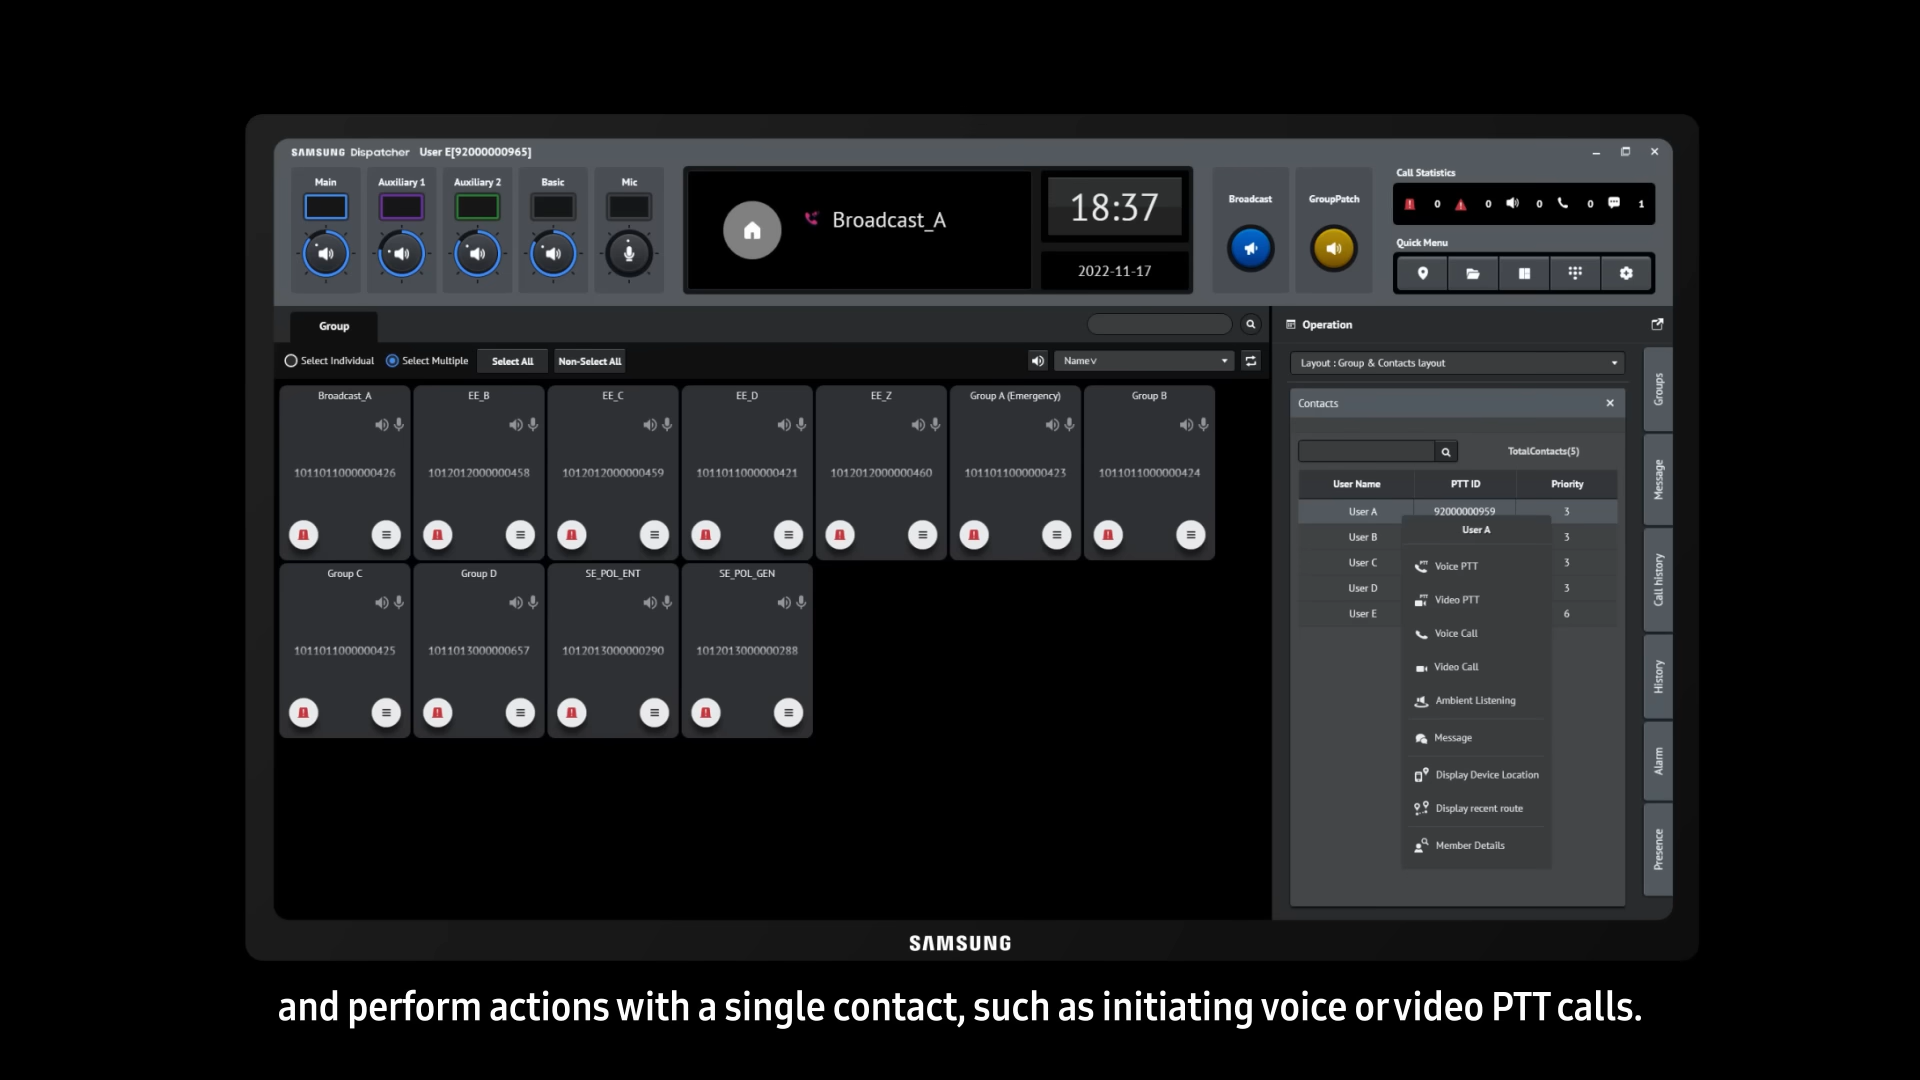 SAMSUNG Dispatcher User E[92000000965]
Main Auxiliary 1 Auxiliary 2 Basic Mic
Broadcast_A
18:37
2022-11-17
Broadcast GroupPatch
Call Statistics
0 0 0 0 1
Quick Menu
Group
Select Individual Select Multiple Select All Non-Select All
Name∨
Broadcast_A EE_B EE_C EE_D EE_Z Group A (Emergency) Group B
1011011000000426 1012012000000458 1012012000000459 1011011000000421 1012012000000460 1011011000000423 1011011000000424
Group C Group D SE_POL_ENT SE_POL_GEN
1011011000000425 1011013000000657 1012013000000290 1012013000000288
Operation
Layout : Group & Contacts layout
Contacts
TotalContacts(5)
User Name PTT ID Priority
User A 92000000959 3
User B 3
User C 3
User D 3
User E 6
User A
Voice PTT
Video PTT
Voice Call
Video Call
Ambient Listening
Message
Display Device Location
Display recent route
Member Details
Groups
Message
Call history
History
Alarm
Presence
SAMSUNG
and perform actions with a single contact, such as initiating voice or video PTT calls.